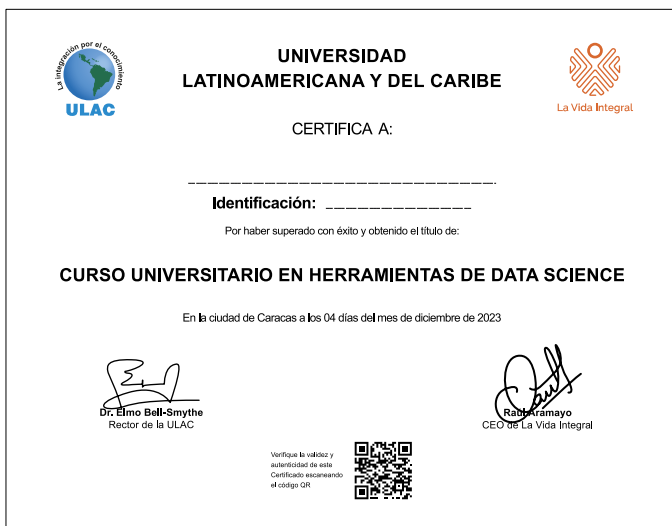 La integración por el conocimiento
ULAC
UNIVERSIDAD
LATINOAMERICANA Y DEL CARIBE
La Vida Integral
CERTIFICA A:
Identificación:
Por haber superado con éxito y obtenido el título de:
CURSO UNIVERSITARIO EN HERRAMIENTAS DE DATA SCIENCE
En la ciudad de Caracas a los 04 días del mes de diciembre de 2023
Dr. Elmo Bell-Smythe
Rector de la ULAC
Raúl Aramayo
CEO de La Vida Integral
Verifique la validez y
autenticidad de este
Certificado escaneando
el código QR